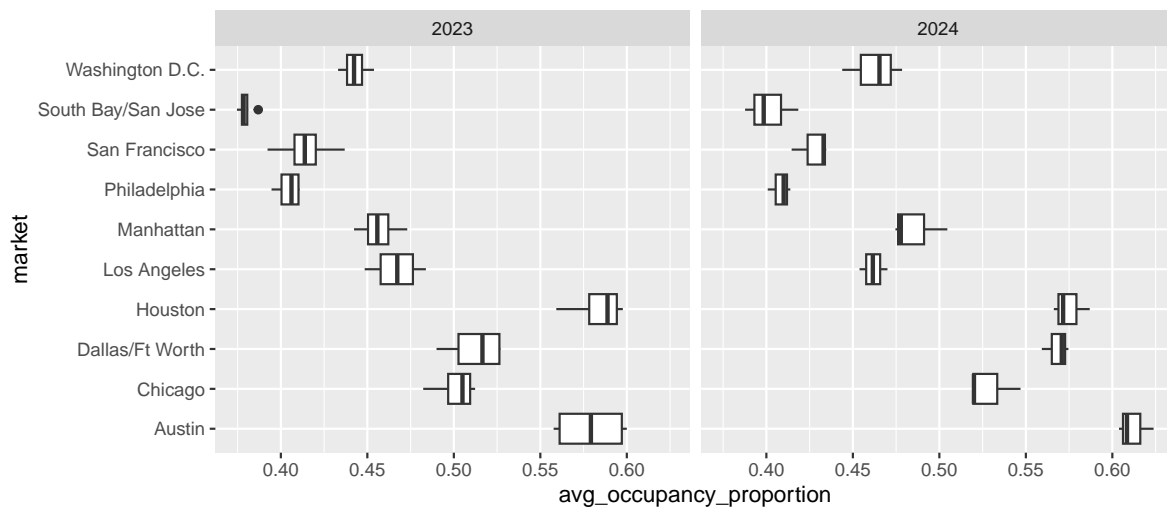 2023
2024
Washington D.C.
South Bay/San Jose
San Francisco
Philadelphia
Manhattan
Los Angeles
Houston
Dallas/Ft Worth
Chicago
Austin
market
0.40 0.45 0.50 0.55 0.60
0.40 0.45 0.50 0.55 0.60
avg_occupancy_proportion